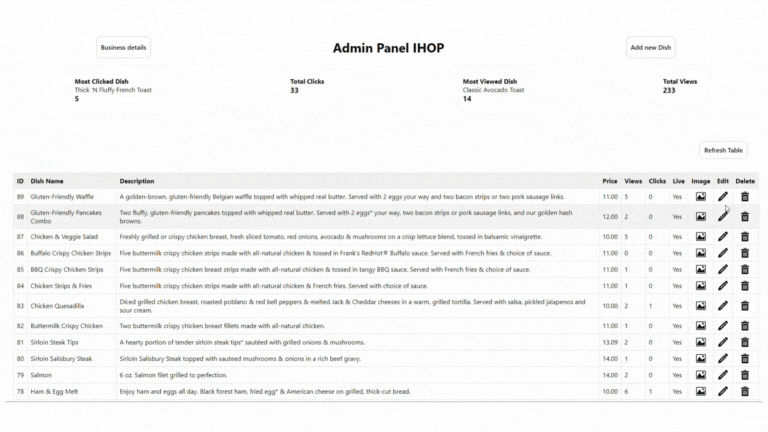 Business details
Admin Panel IHOP
Add new Dish
Most Clicked Dish
Thick 'N Fluffy French Toast
5
Total Clicks
33
Most Viewed Dish
Classic Avocado Toast
14
Total Views
233
Refresh Table
ID Dish Name Description Price Views Clicks Live Image Edit Delete
89 Gluten-Friendly Waffle A golden-brown, gluten-friendly Belgian waffle topped with whipped real butter. Served with 2 eggs your way and two bacon strips or two pork sausage links. 11.00 5 0 Yes
88 Gluten-Friendly Pancakes Combo Two fluffy, gluten-friendly pancakes topped with whipped real butter. Served with 2 eggs* your way, two bacon strips or pork sausage links, and our golden hash browns. 12.00 2 0 Yes
87 Chicken & Veggie Salad Freshly grilled or crispy chicken breast, fresh sliced tomato, red onions, avocado & mushrooms on a crisp lettuce blend, tossed in balsamic vinaigrette. 10.00 5 0 Yes
86 Buffalo Crispy Chicken Strips Five buttermilk crispy chicken strips made with all-natural chicken & tossed in Frank's RedHot® Buffalo sauce. Served with French fries & choice of sauce. 11.00 0 0 Yes
85 BBQ Crispy Chicken Strips Five buttermilk crispy chicken breast strips made with all-natural chicken & tossed in tangy BBQ sauce. Served with French fries & choice of sauce. 11.00 1 0 Yes
84 Chicken Strips & Fries Five buttermilk crispy chicken strips made with all-natural chicken & French fries. Served with choice of sauce. 11.00 1 0 Yes
83 Chicken Quesadilla Diced grilled chicken breast, roasted poblano & red bell peppers & melted Jack & Cheddar cheeses in a warm, grilled tortilla. Served with salsa, pickled jalapenos and sour cream. 10.00 2 1 Yes
82 Buttermilk Crispy Chicken Two buttermilk crispy chicken breast fillets made with all-natural chicken. 11.00 1 0 Yes
81 Sirloin Steak Tips A hearty portion of tender sirloin steak tips* sautéed with grilled onions & mushrooms. 13.09 2 0 Yes
80 Sirloin Salisbury Steak Sirloin Salisbury Steak topped with sauteed mushrooms & onions in a rich beef gravy. 14.00 1 0 Yes
79 Salmon 6 oz. Salmon filet grilled to perfection. 14.00 2 0 Yes
78 Ham & Egg Melt Enjoy ham and eggs all day. Black forest ham, fried egg* & American cheese on grilled, thick-cut bread. 10.00 6 1 Yes